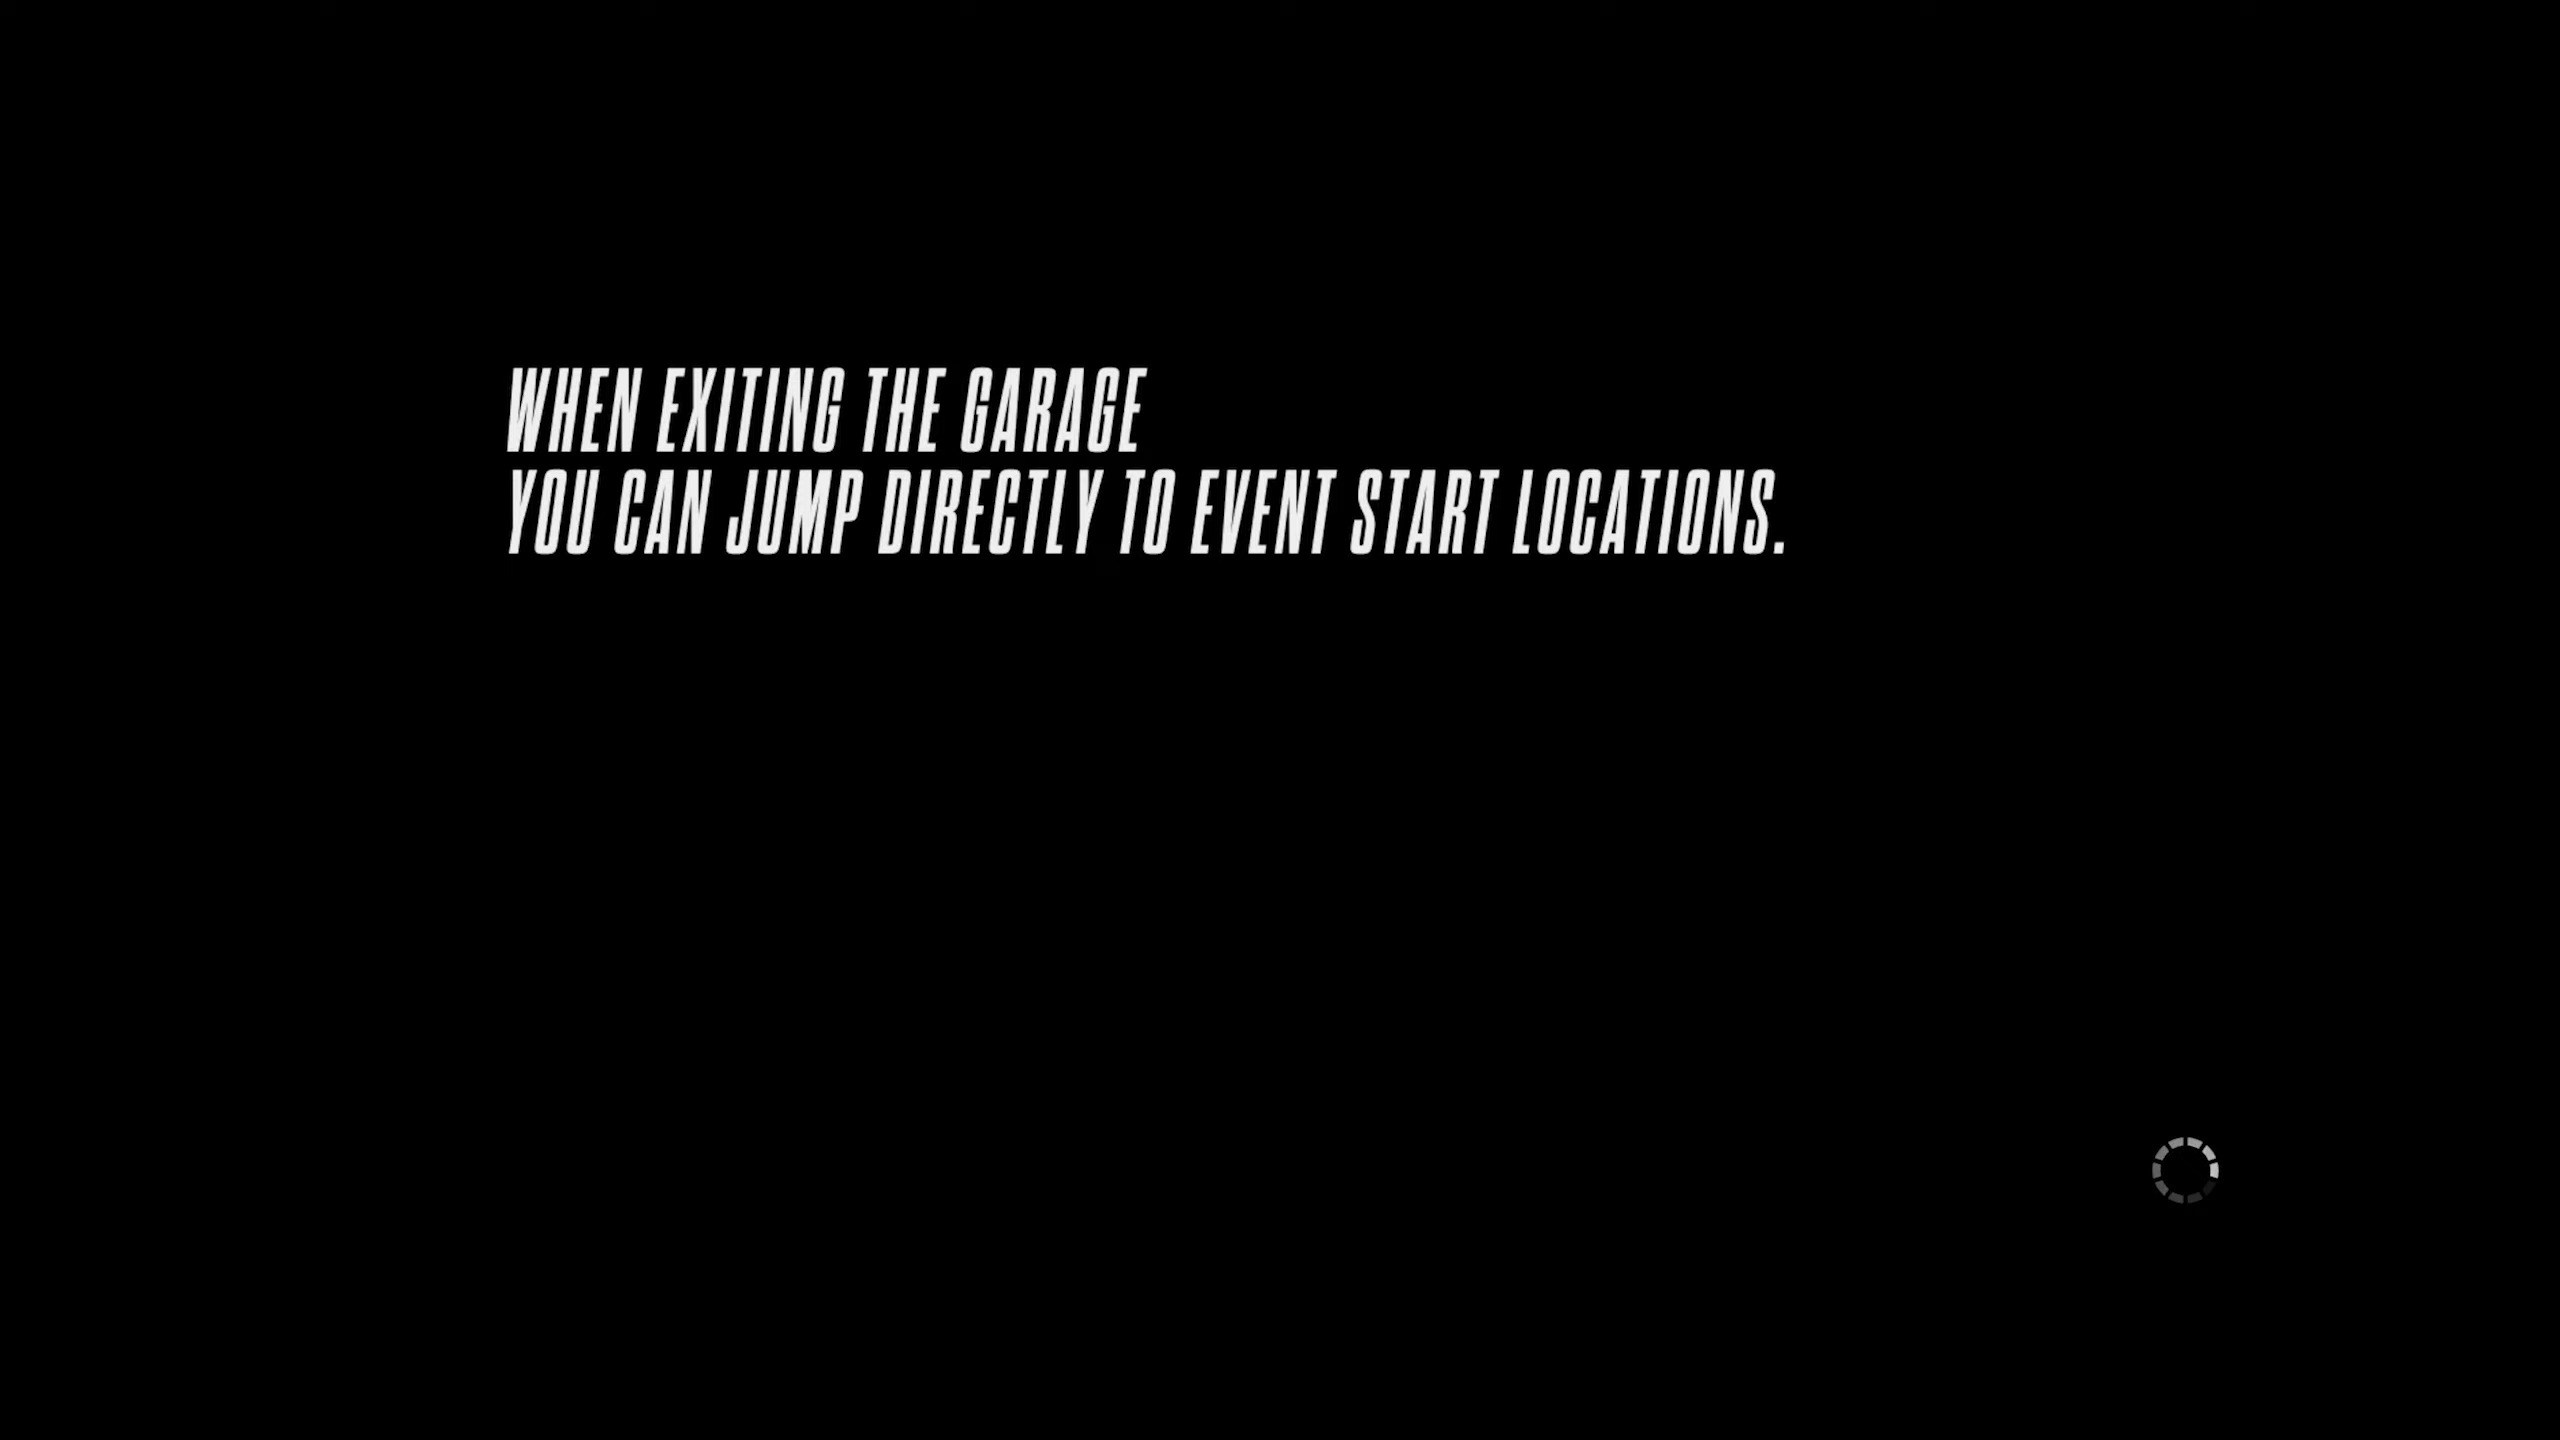 WHEN EXITING THE GARAGE
YOU CAN JUMP DIRECTLY TO EVENT START LOCATIONS.